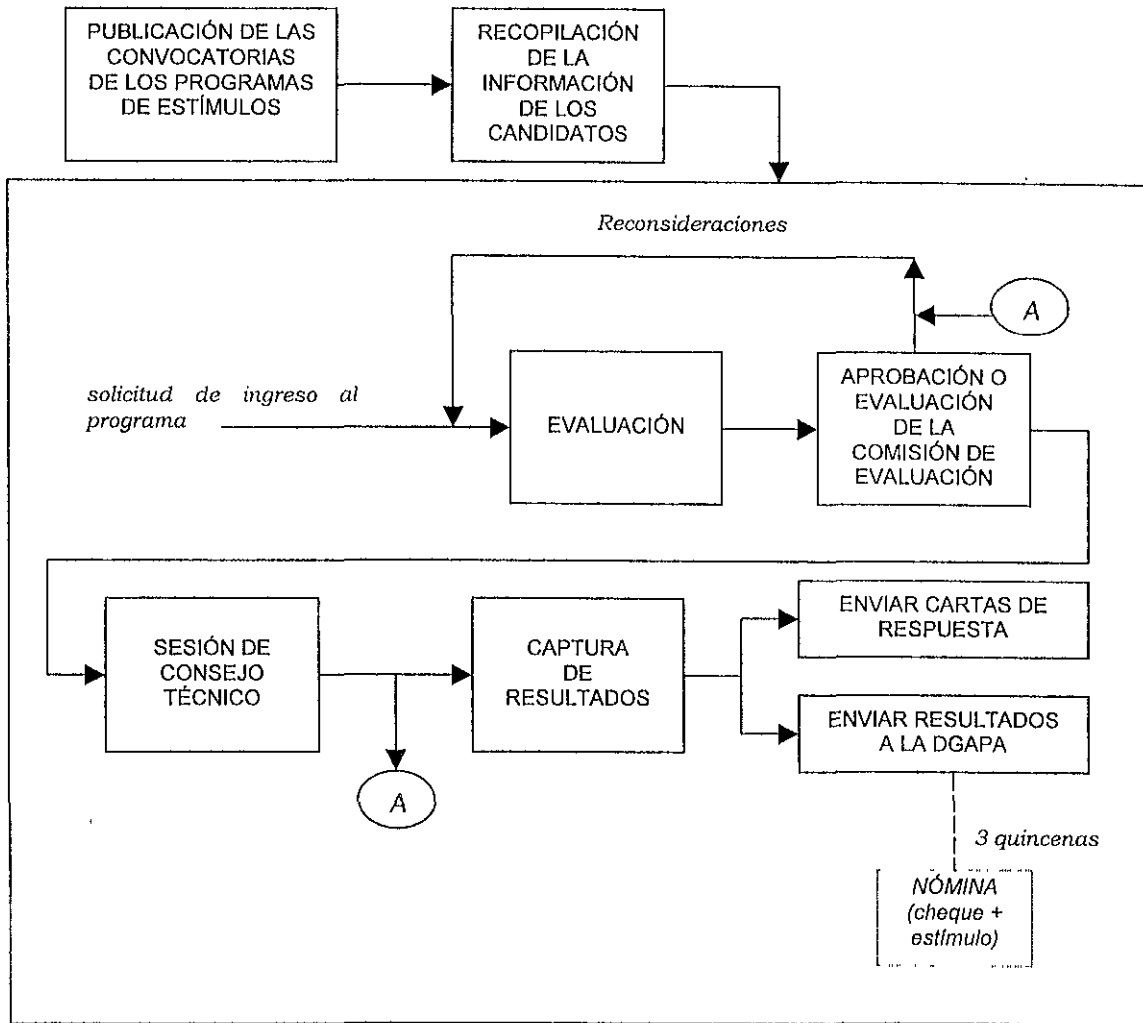 PUBLICACIÓN DE LAS
CONVOCATORIAS
DE LOS PROGRAMAS
DE ESTÍMULOS
RECOPILACIÓN
DE LA
INFORMACIÓN
DE LOS
CANDIDATOS
Reconsideraciones
A
solicitud de ingreso al
programa
EVALUACIÓN
APROBACIÓN O
EVALUACIÓN
DE LA
COMISIÓN DE
EVALUACIÓN
SESIÓN DE
CONSEJO
TÉCNICO
A
CAPTURA
DE
RESULTADOS
ENVIAR CARTAS DE
RESPUESTA
ENVIAR RESULTADOS
A LA DGAPA
3 quincenas
NÓMINA
(cheque +
estímulo)